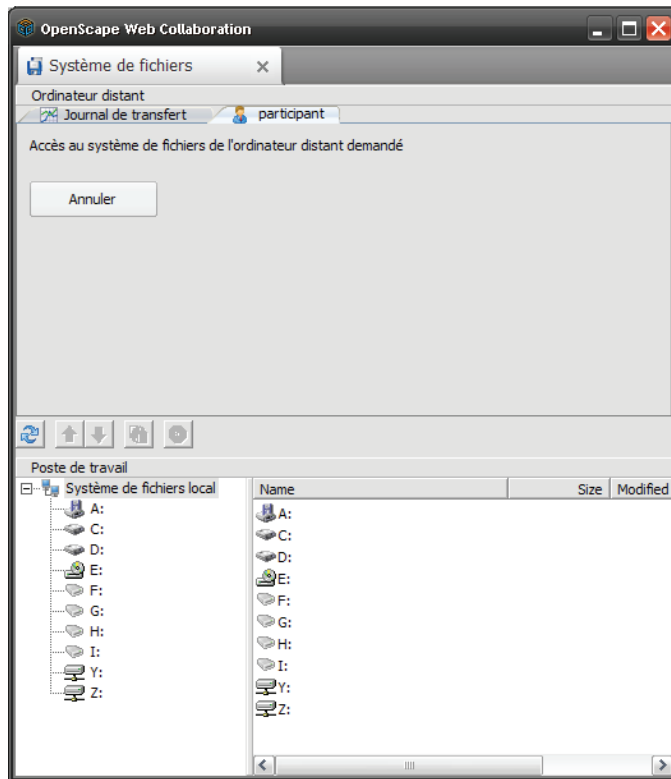 OpenScape Web Collaboration
Système de fichiers
Ordinateur distant
Journal de transfert participant
Accès au système de fichiers de l'ordinateur distant demandé
Annuler
Poste de travail
Système de fichiers local
A:
C:
D:
E:
F:
G:
H:
I:
Y:
Z:
Name Size Modified
A:
C:
D:
E:
F:
G:
H:
I:
Y:
Z: